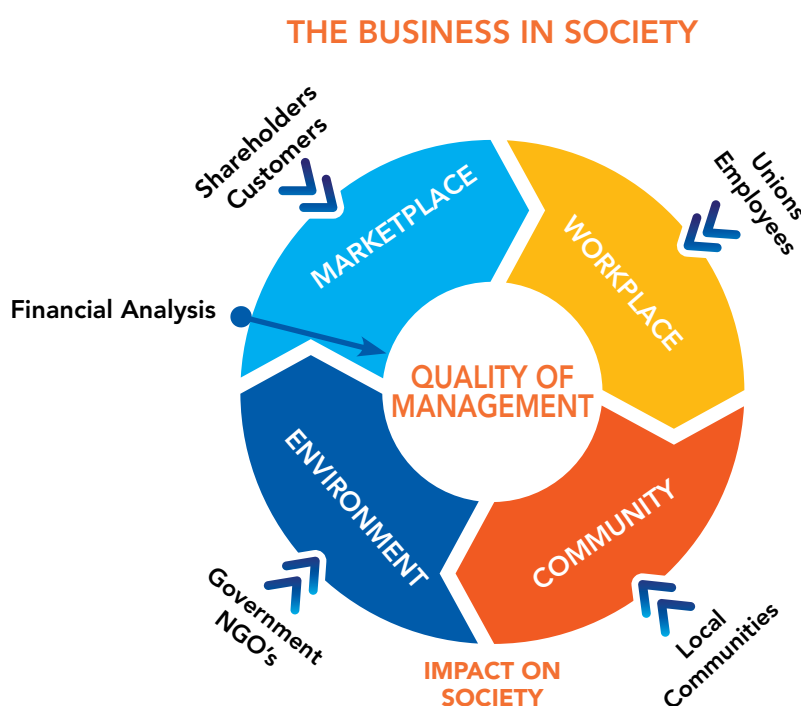 THE BUSINESS IN SOCIETY
Shareholders
Customers
Unions
Employees
MARKETPLACE
WORKPLACE
Financial Analysis
QUALITY OF
MANAGEMENT
ENVIRONMENT
COMMUNITY
Government
NGO's
Local
Communities
IMPACT ON
SOCIETY